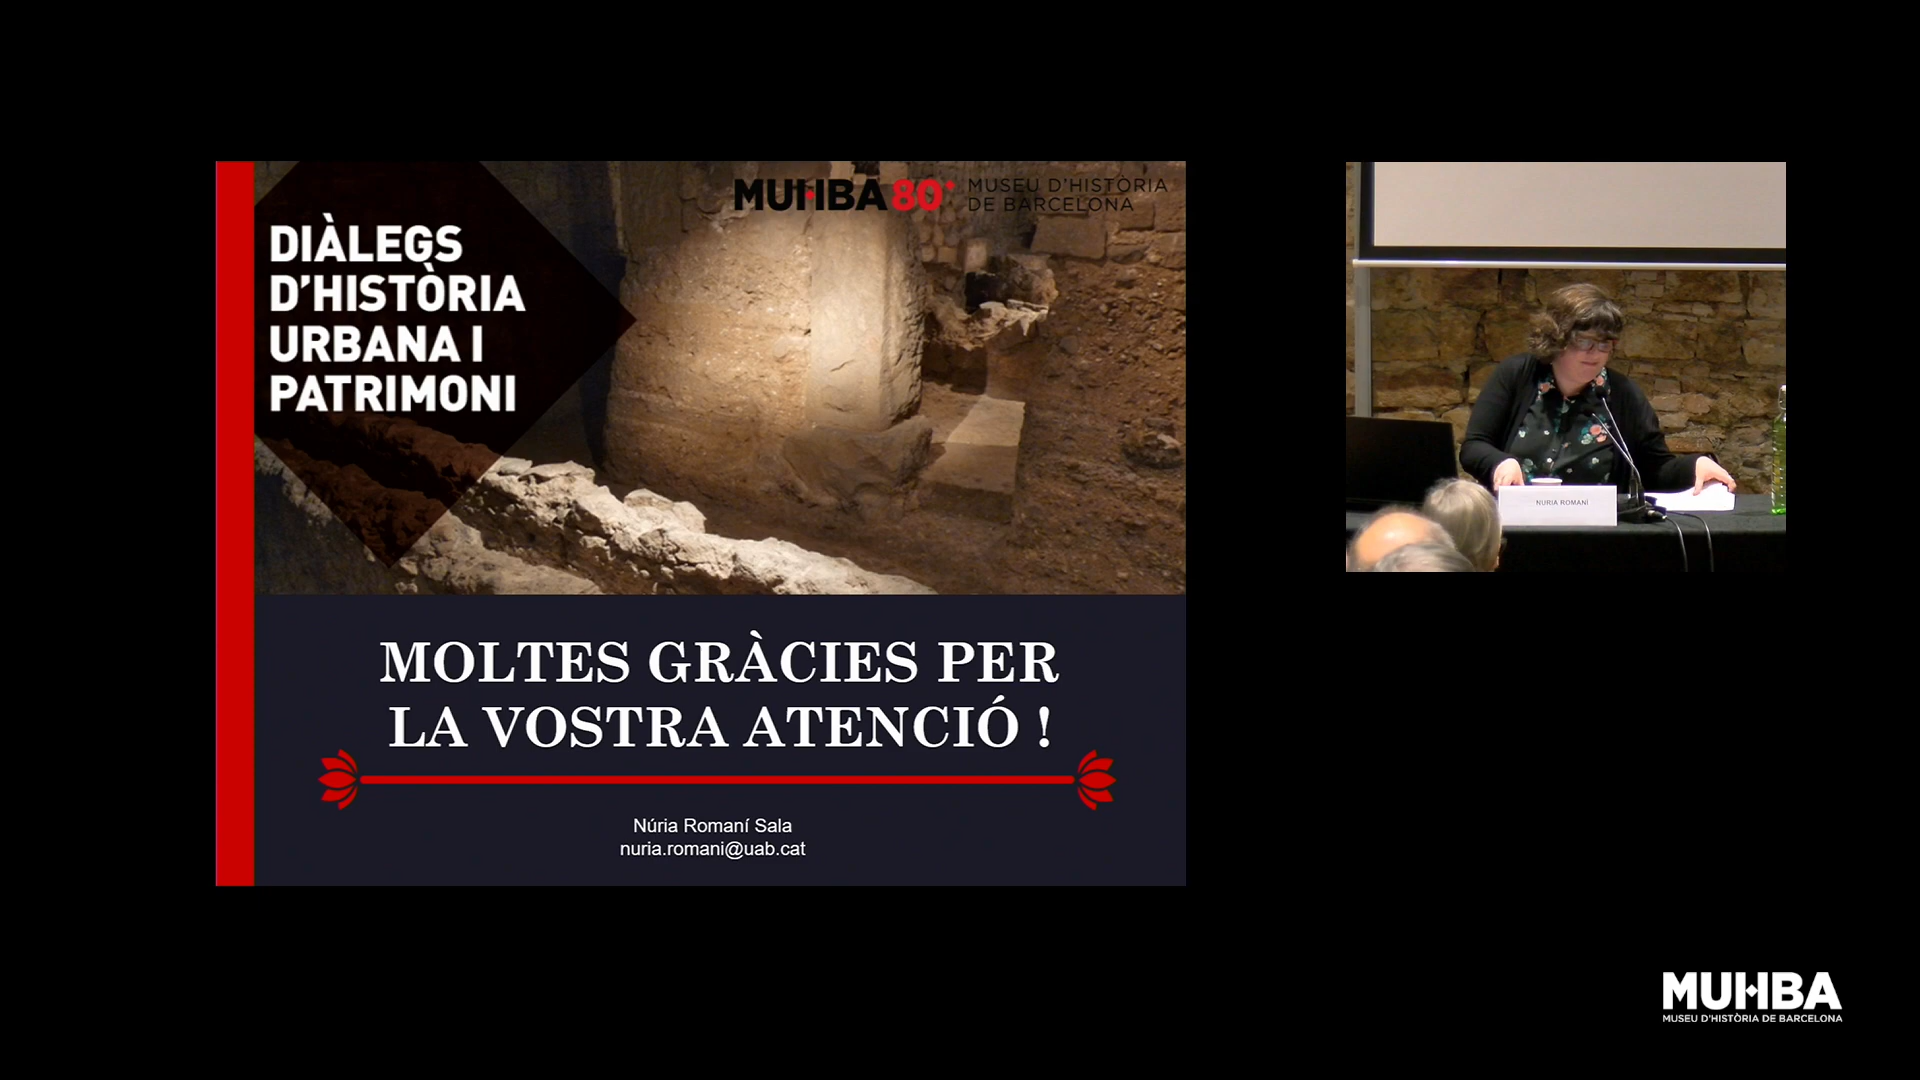 MUHBA 80 MUSEU D'HISTÒRIA
DE BARCELONA
DIÀLEGS
D'HISTÒRIA
URBANA I
PATRIMONI
MOLTES GRÀCIES PER
LA VOSTRA ATENCIÓ !
Núria Romaní Sala
nuria.romani@uab.cat
NURIA ROMANÍ
MUHBA
MUSEU D'HISTÒRIA DE BARCELONA